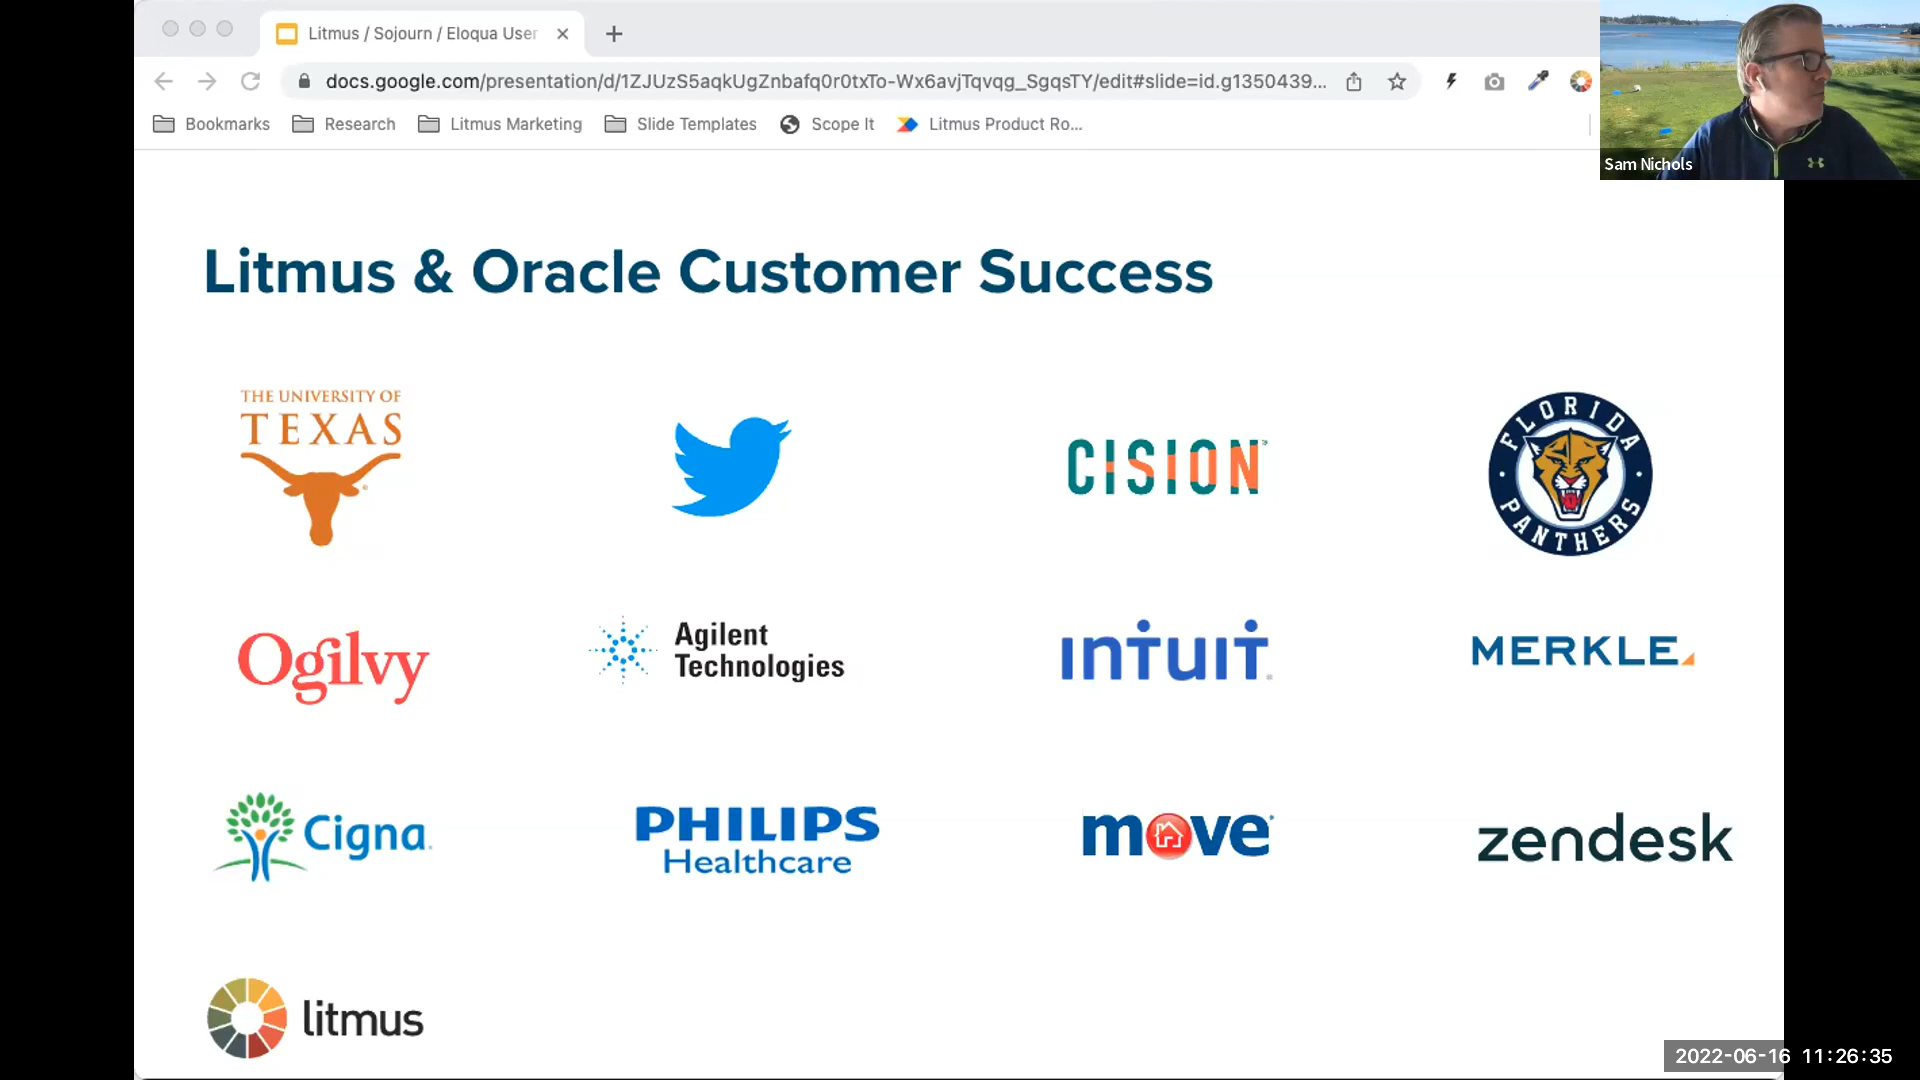 Litmus / Sojourn / Eloqua User
docs.google.com/presentation/d/1ZJUzS5aqkUgZnbafq0r0txTo-Wx6avjTqvqg_SgqsTY/edit#slide=id.g1350439...
Bookmarks
Research
Litmus Marketing
Slide Templates
Scope It
Litmus Product Ro...
Sam Nichols
Litmus & Oracle Customer Success
THE UNIVERSITY OF
TEXAS
CISION
FLORIDA
PANTHERS
Ogilvy
Agilent
Technologies
intuit
MERKLE
Cigna
PHILIPS
Healthcare
move
zendesk
litmus
2022-06-16 11:26:35